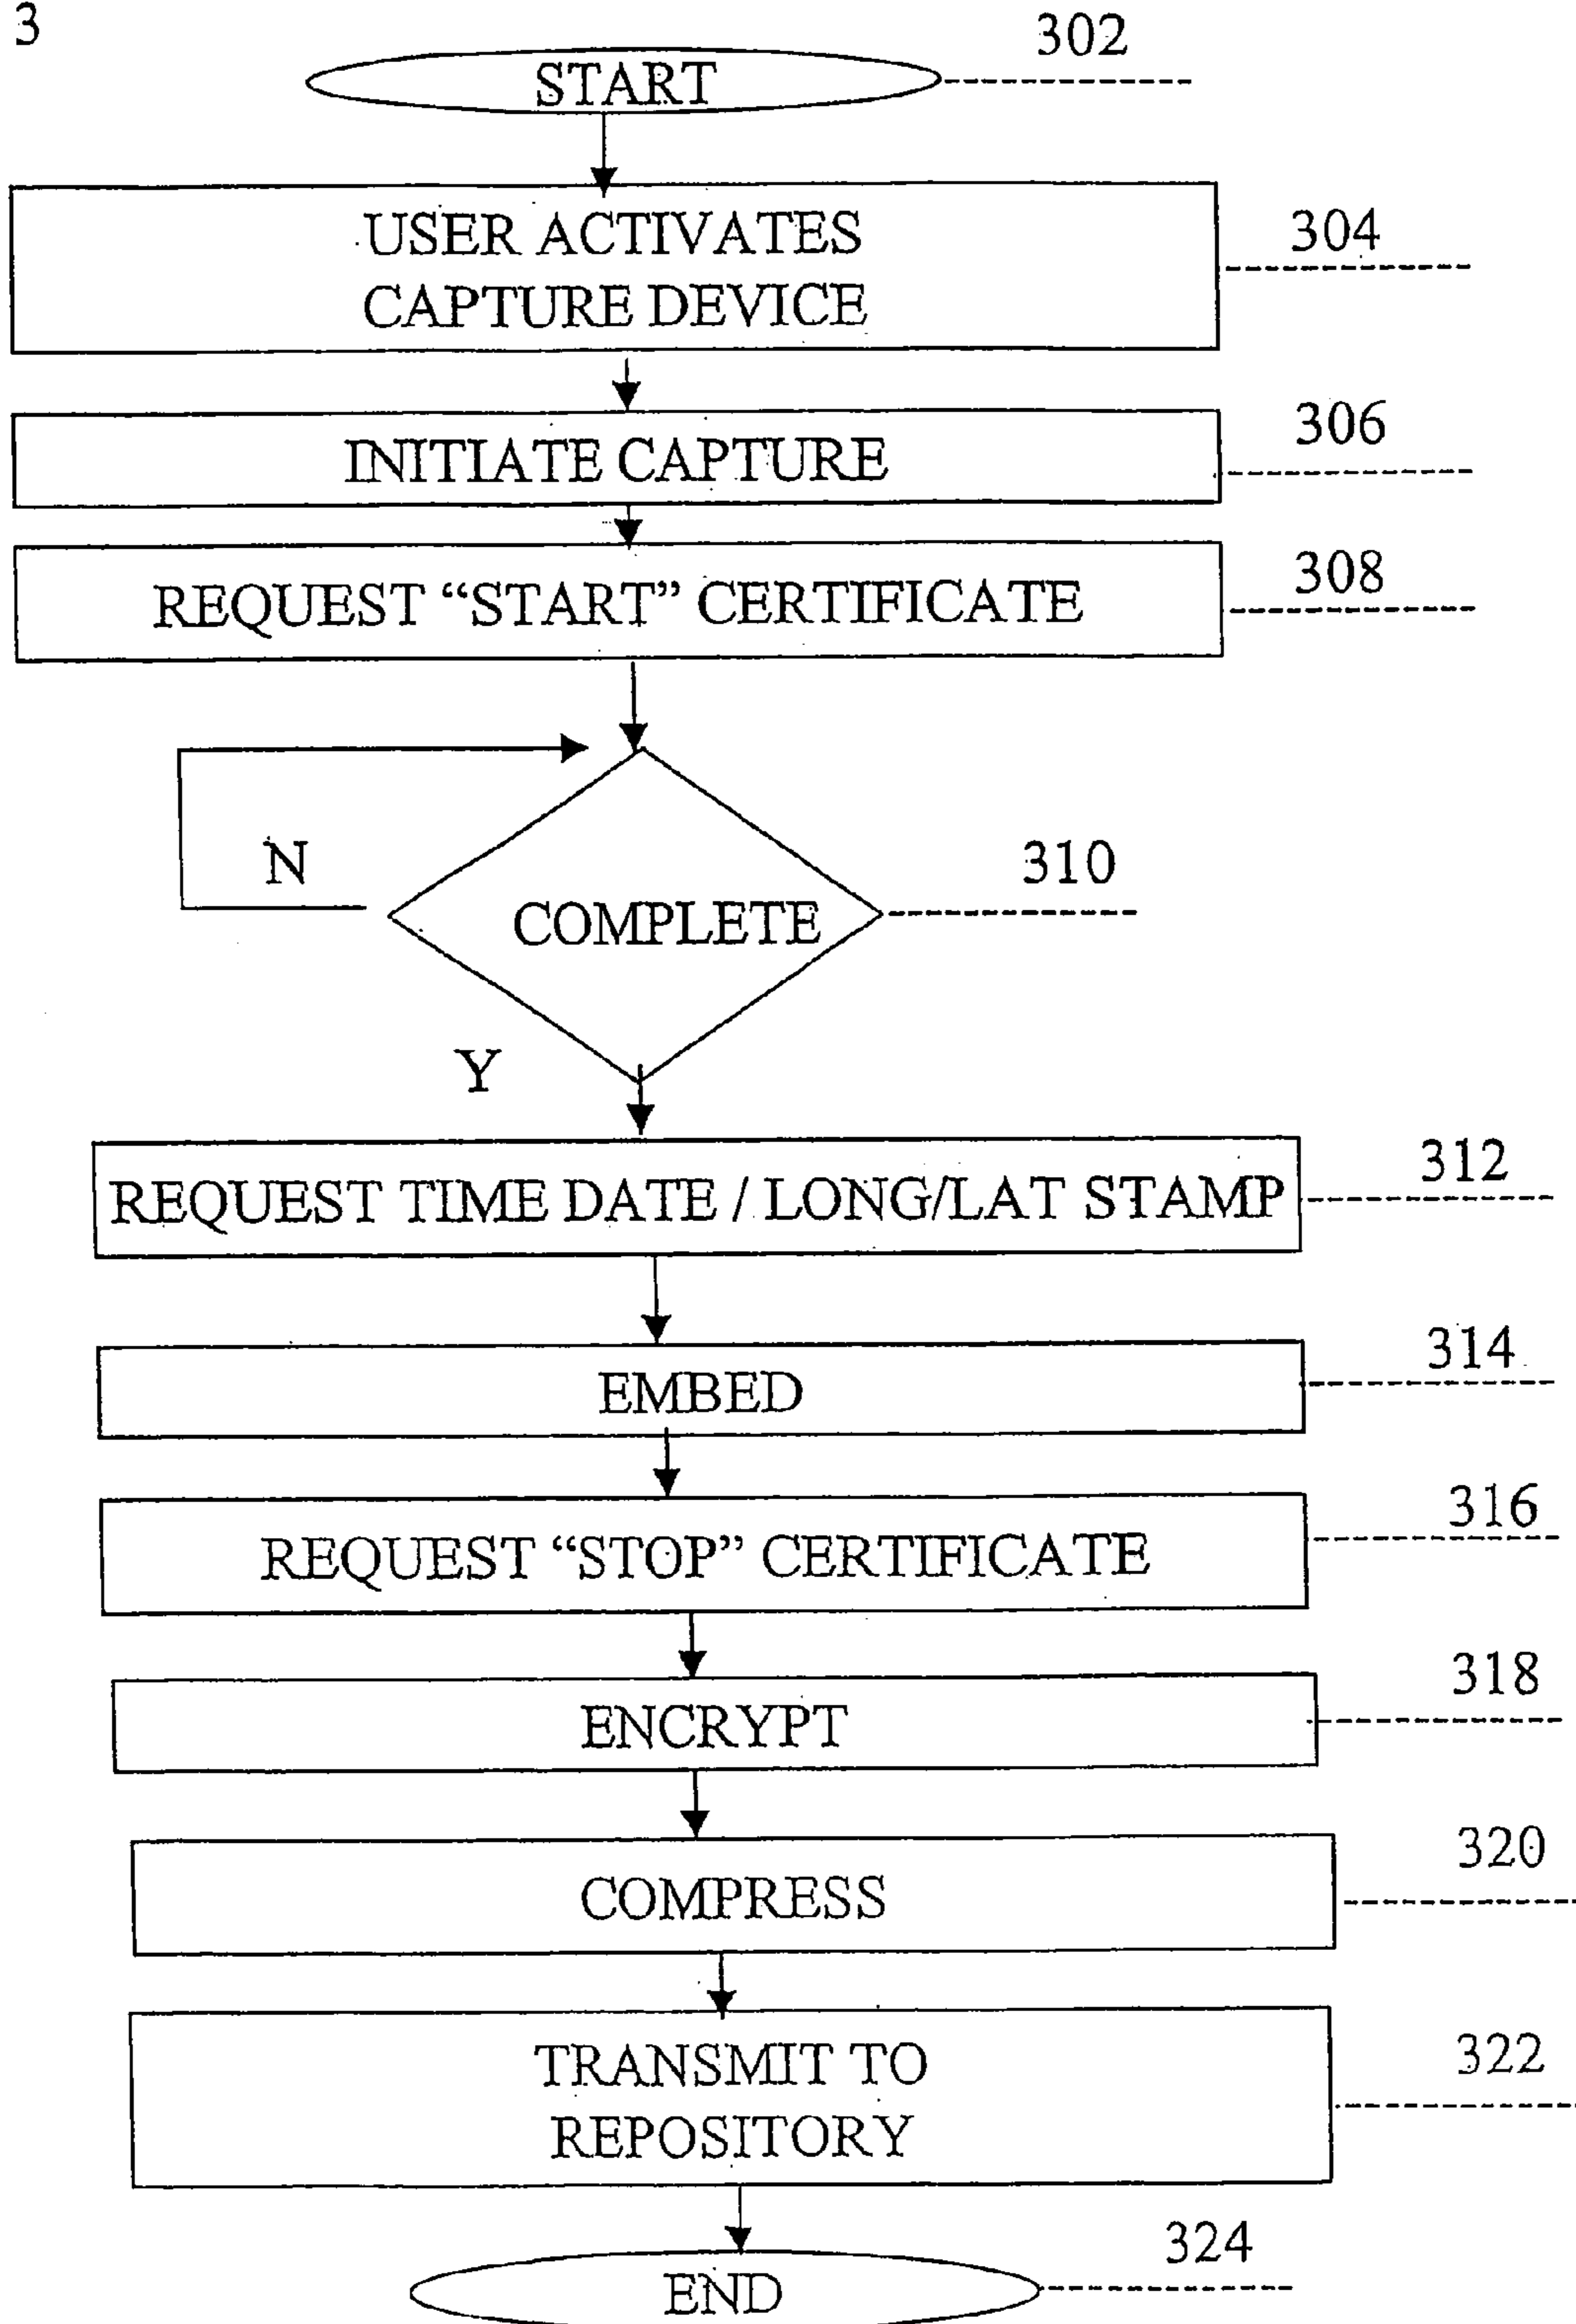 3
302
START
USER ACTIVATES
CAPTURE DEVICE
304
INITIATE CAPTURE
306
REQUEST “START” CERTIFICATE
308
N
COMPLETE
310
Y
REQUEST TIME DATE / LONG/LAT STAMP
312
EMBED
314
REQUEST “STOP” CERTIFICATE
316
ENCRYPT
318
COMPRESS
320
TRANSMIT TO
REPOSITORY
322
END
324